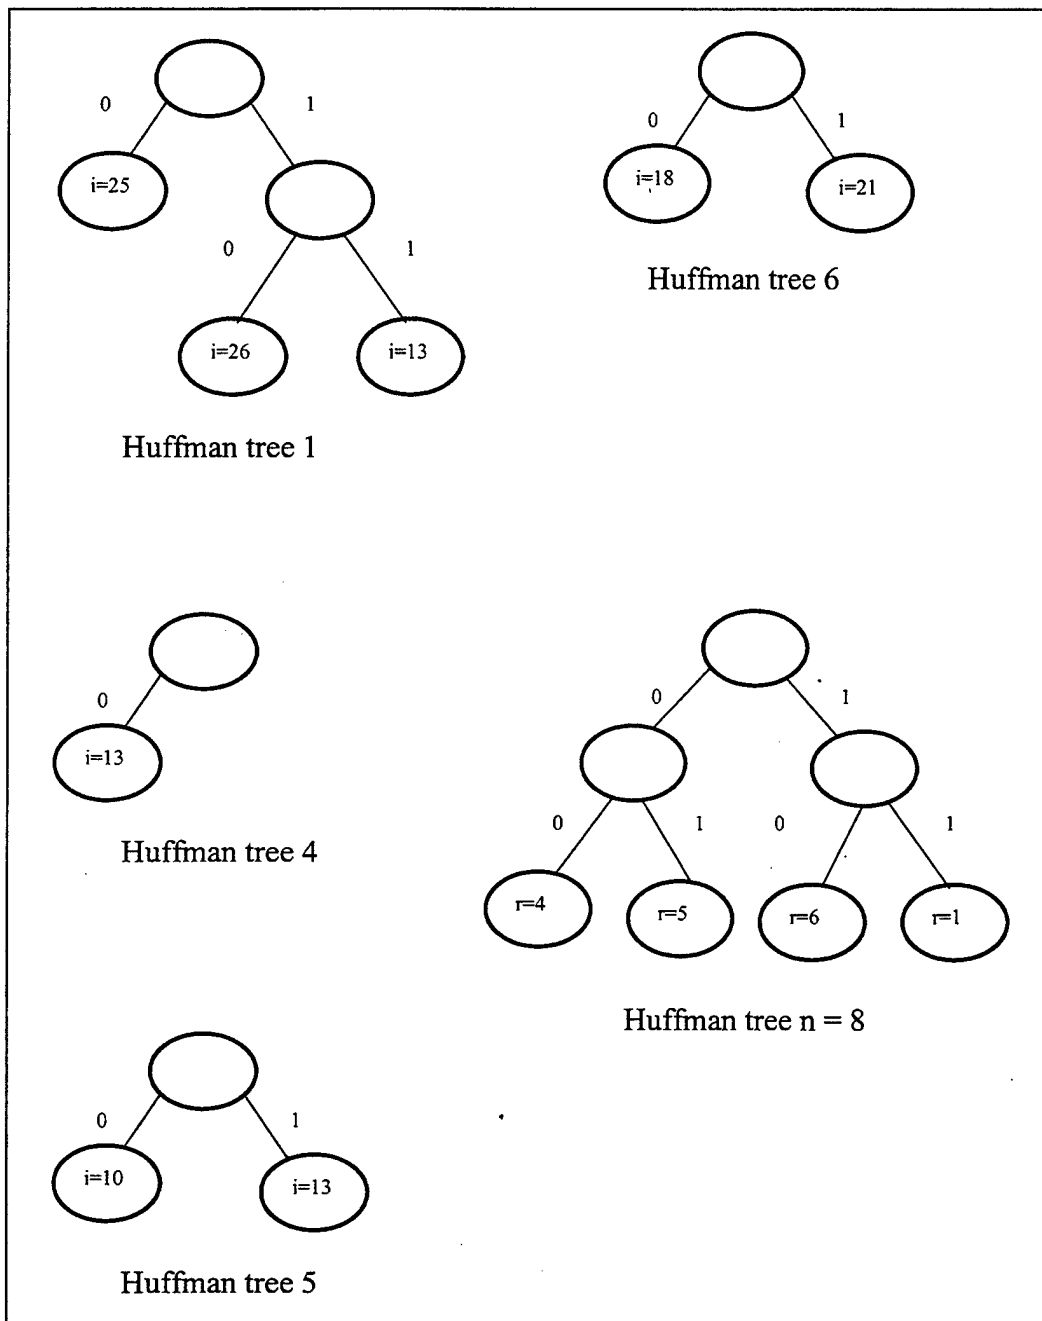 0
1
i=25
0
1
i=26
i=13
Huffman tree 1
0
1
i=18
i=21
Huffman tree 6
0
i=13
Huffman tree 4
0
1
0
1
0
1
r=4
r=5
r=6
r=1
Huffman tree n = 8
0
1
i=10
i=13
Huffman tree 5